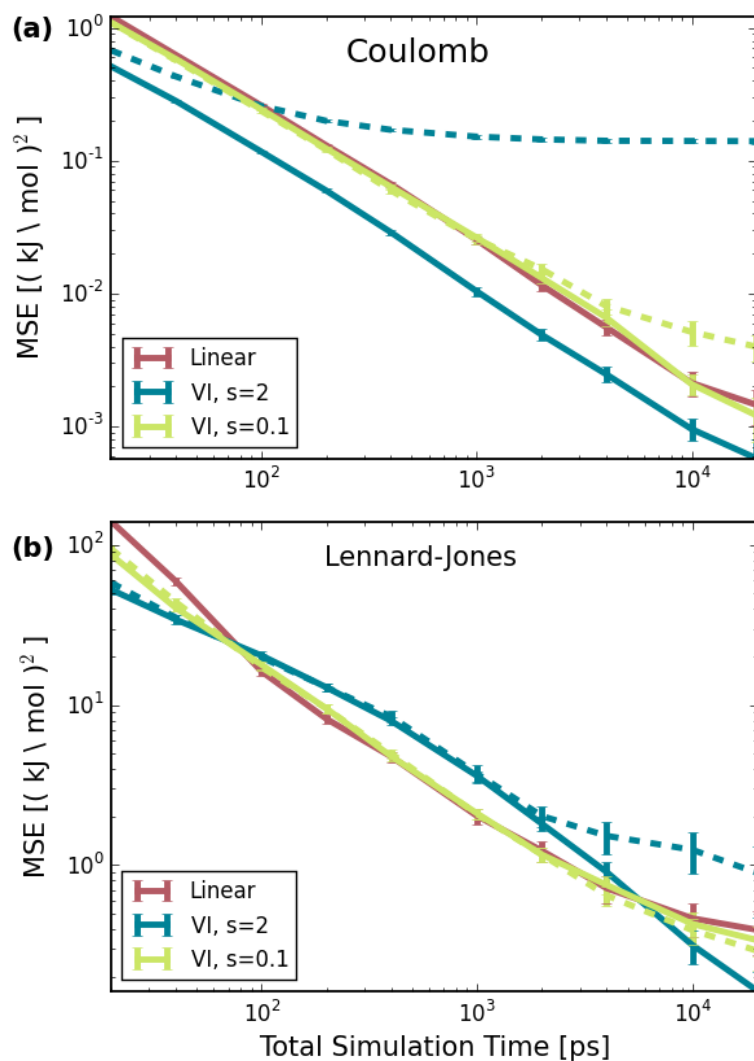 (a)
Coulomb
MSE [( kJ \ mol )² ]
10⁰
10⁻¹
10⁻²
10⁻³
Linear
VI, s=2
VI, s=0.1
10² 10³ 10⁴
(b)
Lennard-Jones
MSE [( kJ \ mol )² ]
10²
10¹
10⁰
Linear
VI, s=2
VI, s=0.1
10² 10³ 10⁴
Total Simulation Time [ps]